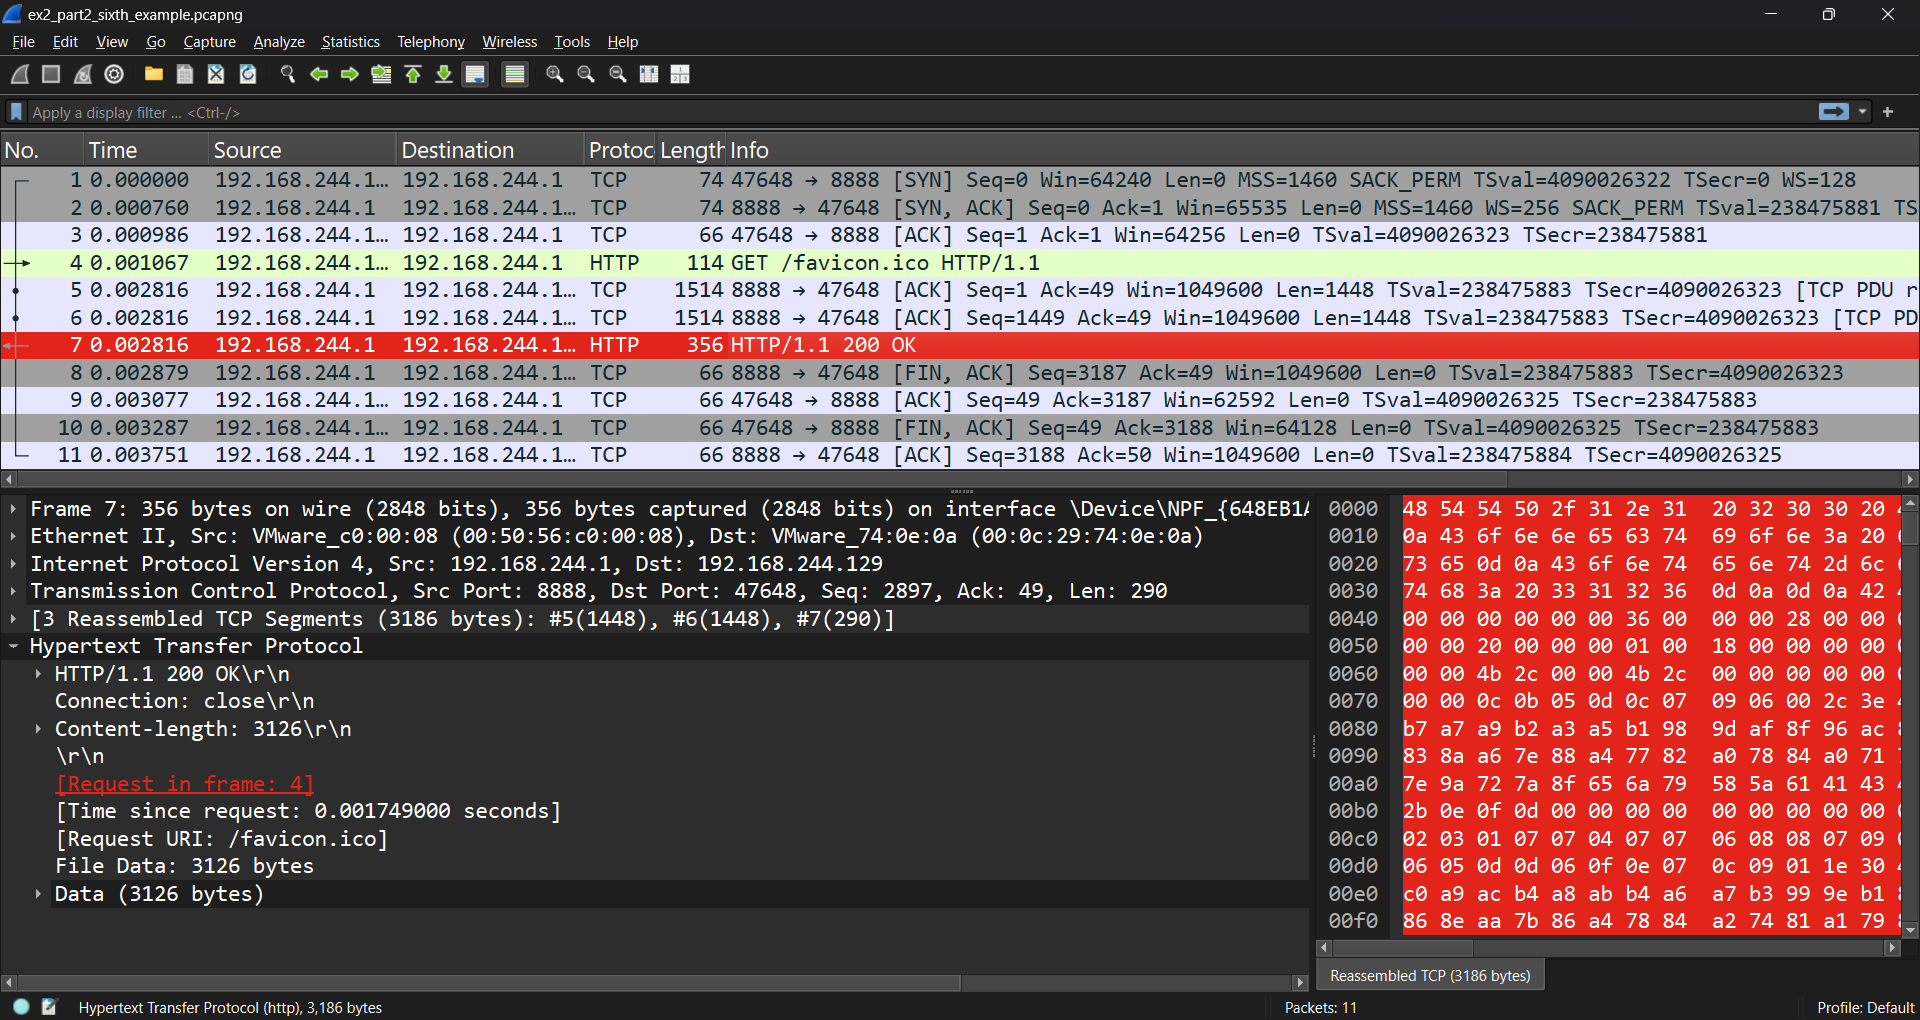 ex2_part2_sixth_example.pcapng
File Edit View Go Capture Analyze Statistics Telephony Wireless Tools Help
Apply a display filter ... <Ctrl-/>
No. Time Source Destination Protoc Length Info
1 0.000000 192.168.244.1… 192.168.244.1 TCP 74 47648 → 8888 [SYN] Seq=0 Win=64240 Len=0 MSS=1460 SACK_PERM TSval=4090026322 TSecr=0 WS=128
2 0.000760 192.168.244.1 192.168.244.1… TCP 74 8888 → 47648 [SYN, ACK] Seq=0 Ack=1 Win=65535 Len=0 MSS=1460 WS=256 SACK_PERM TSval=238475881 TS
3 0.000986 192.168.244.1… 192.168.244.1 TCP 66 47648 → 8888 [ACK] Seq=1 Ack=1 Win=64256 Len=0 TSval=4090026323 TSecr=238475881
4 0.001067 192.168.244.1… 192.168.244.1 HTTP 114 GET /favicon.ico HTTP/1.1
5 0.002816 192.168.244.1 192.168.244.1… TCP 1514 8888 → 47648 [ACK] Seq=1 Ack=49 Win=1049600 Len=1448 TSval=238475883 TSecr=4090026323 [TCP PDU r
6 0.002816 192.168.244.1 192.168.244.1… TCP 1514 8888 → 47648 [ACK] Seq=1449 Ack=49 Win=1049600 Len=1448 TSval=238475883 TSecr=4090026323 [TCP PD
7 0.002816 192.168.244.1 192.168.244.1… HTTP 356 HTTP/1.1 200 OK
8 0.002879 192.168.244.1 192.168.244.1… TCP 66 8888 → 47648 [FIN, ACK] Seq=3187 Ack=49 Win=1049600 Len=0 TSval=238475883 TSecr=4090026323
9 0.003077 192.168.244.1… 192.168.244.1 TCP 66 47648 → 8888 [ACK] Seq=49 Ack=3187 Win=62592 Len=0 TSval=4090026325 TSecr=238475883
10 0.003287 192.168.244.1… 192.168.244.1 TCP 66 47648 → 8888 [FIN, ACK] Seq=49 Ack=3188 Win=64128 Len=0 TSval=4090026325 TSecr=238475883
11 0.003751 192.168.244.1 192.168.244.1… TCP 66 8888 → 47648 [ACK] Seq=3188 Ack=50 Win=1049600 Len=0 TSval=238475884 TSecr=4090026325
Frame 7: 356 bytes on wire (2848 bits), 356 bytes captured (2848 bits) on interface \Device\NPF_{648EB1A
Ethernet II, Src: VMware_c0:00:08 (00:50:56:c0:00:08), Dst: VMware_74:0e:0a (00:0c:29:74:0e:0a)
Internet Protocol Version 4, Src: 192.168.244.1, Dst: 192.168.244.129
Transmission Control Protocol, Src Port: 8888, Dst Port: 47648, Seq: 2897, Ack: 49, Len: 290
[3 Reassembled TCP Segments (3186 bytes): #5(1448), #6(1448), #7(290)]
Hypertext Transfer Protocol
HTTP/1.1 200 OK\r\n
Connection: close\r\n
Content-length: 3126\r\n
\r\n
[Request in frame: 4]
[Time since request: 0.001749000 seconds]
[Request URI: /favicon.ico]
File Data: 3126 bytes
Data (3126 bytes)
0000 48 54 54 50 2f 31 2e 31 20 32 30 30 20
0010 0a 43 6f 6e 6e 65 63 74 69 6f 6e 3a 20
0020 73 65 0d 0a 43 6f 6e 74 65 6e 74 2d 6c
0030 74 68 3a 20 33 31 32 36 0d 0a 0d 0a 42
0040 00 00 00 00 00 00 36 00 00 00 28 00 00
0050 00 00 20 00 00 00 01 00 18 00 00 00 00
0060 00 00 4b 2c 00 00 4b 2c 00 00 00 00 00
0070 00 00 0c 0b 05 0d 0c 07 09 06 00 2c 3e
0080 b7 a7 a9 b2 a3 a5 b1 98 9d af 8f 96 ac
0090 83 8a a6 7e 88 a4 77 82 a0 78 84 a0 71
00a0 7e 9a 72 7a 8f 65 6a 79 58 5a 61 41 43
00b0 2b 0e 0f 0d 00 00 00 00 00 00 00 00 00
00c0 02 03 01 07 07 04 07 07 06 08 08 07 09
00d0 06 05 0d 0d 06 0f 0e 07 0c 09 01 1e 30
00e0 c0 a9 ac b4 a8 ab b4 a6 a7 b3 99 9e b1
00f0 86 8e aa 7b 86 a4 78 84 a2 74 81 a1 79
Reassembled TCP (3186 bytes)
Hypertext Transfer Protocol (http), 3,186 bytes
Packets: 11
Profile: Default